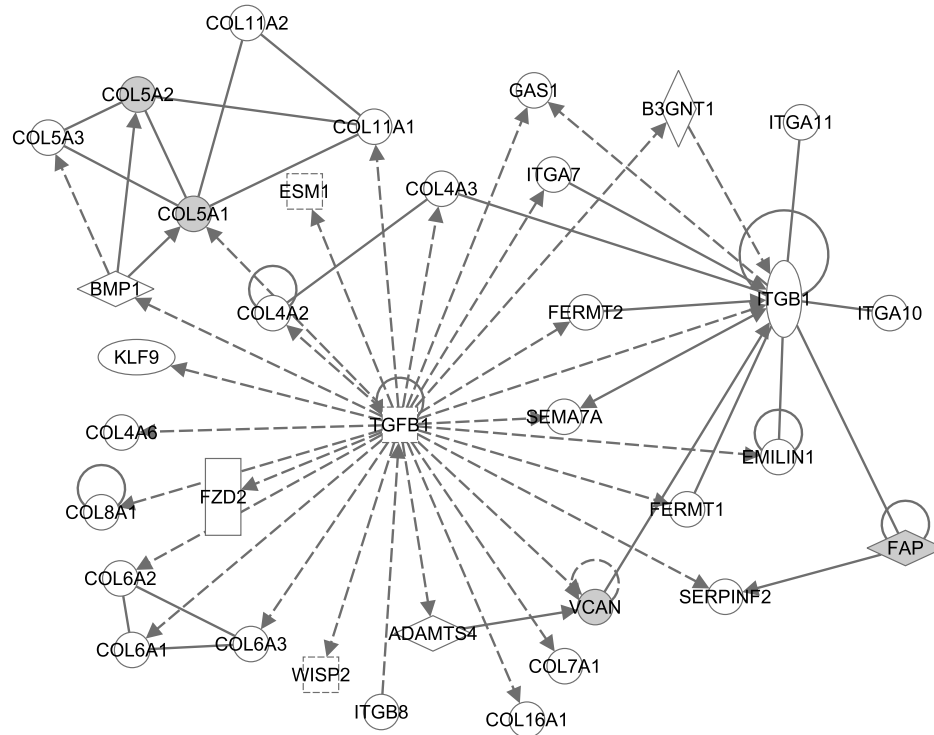 COL11A2
COL5A2
GAS1
B3GNT1
COL5A3
COL11A1
ITGA11
ESM1
COL4A3
ITGA7
COL5A1
BMP1
COL4A2
FERMT2
ITGB1
ITGA10
KLF9
TGFB1
SEMA7A
COL4A6
EMILIN1
COL8A1
FZD2
FERMT1
FAP
COL6A2
VCAN
SERPINF2
ADAMTS4
COL6A1
COL6A3
WISP2
COL7A1
ITGB8
COL16A1